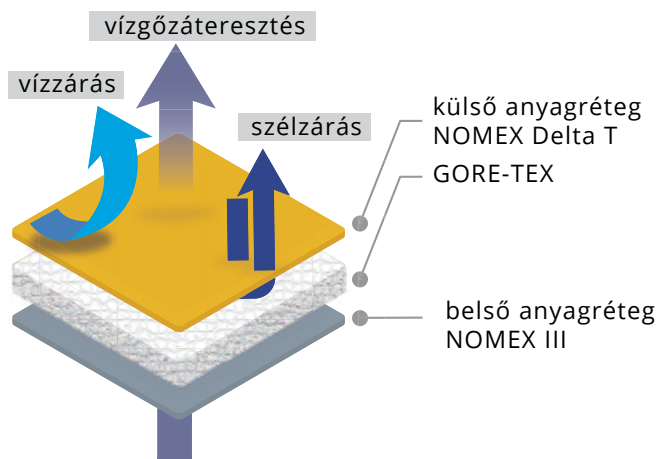 vízgőzáteresztés
vízzárás
szélzárás
külső anyagréteg
NOMEX Delta T
GORE-TEX
belső anyagréteg
NOMEX III